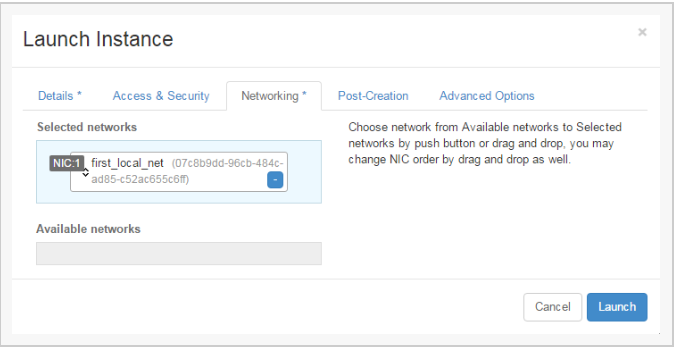 Launch Instance
×
Details *
Access & Security
Networking *
Post-Creation
Advanced Options
Selected networks
NIC:1
first_local_net (07c8b9dd-96cb-484c-
ad85-c52ac655c6ff)
-
Choose network from Available networks to Selected
networks by push button or drag and drop, you may
change NIC order by drag and drop as well.
Available networks
Cancel
Launch